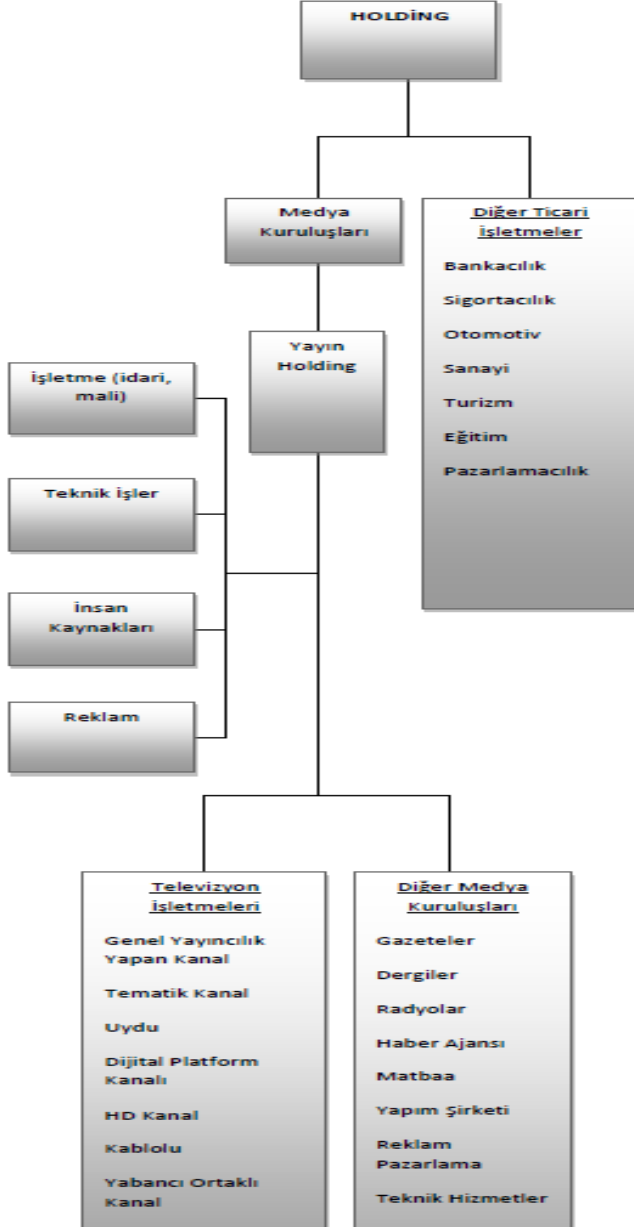 HOLDİNG
Medya
Kuruluşları
Diğer Ticari
İşletmeler
Bankacılık
Sigortacılık
Otomotiv
Sanayi
Turizm
Eğitim
Pazarlamacılık
Yayın
Holding
İşletme (idari,
mali)
Teknik İşler
İnsan
Kaynakları
Reklam
Televizyon
İşletmeleri
Genel Yayıncılık
Yapan Kanal
Tematik Kanal
Uydu
Dijital Platform
Kanalı
HD Kanal
Kablolu
Yabancı Ortaklı
Kanal
Diğer Medya
Kuruluşları
Gazeteler
Dergiler
Radyolar
Haber Ajansı
Matbaa
Yapım Şirketi
Reklam
Pazarlama
Teknik Hizmetler